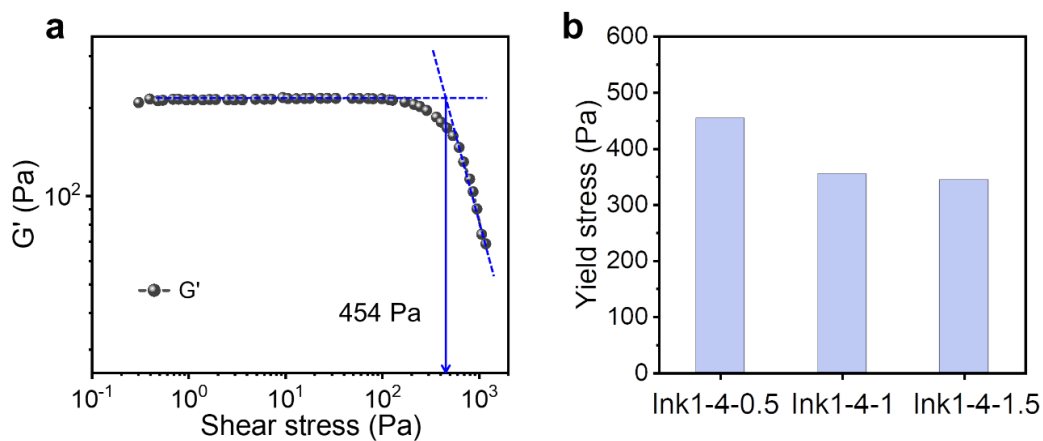 a
G' (Pa)
10²
G'
454 Pa
10⁻¹ 10⁰ 10¹ 10² 10³
Shear stress (Pa)
b
Yield stress (Pa)
600
500
400
300
200
100
0
Ink1-4-0.5 Ink1-4-1 Ink1-4-1.5